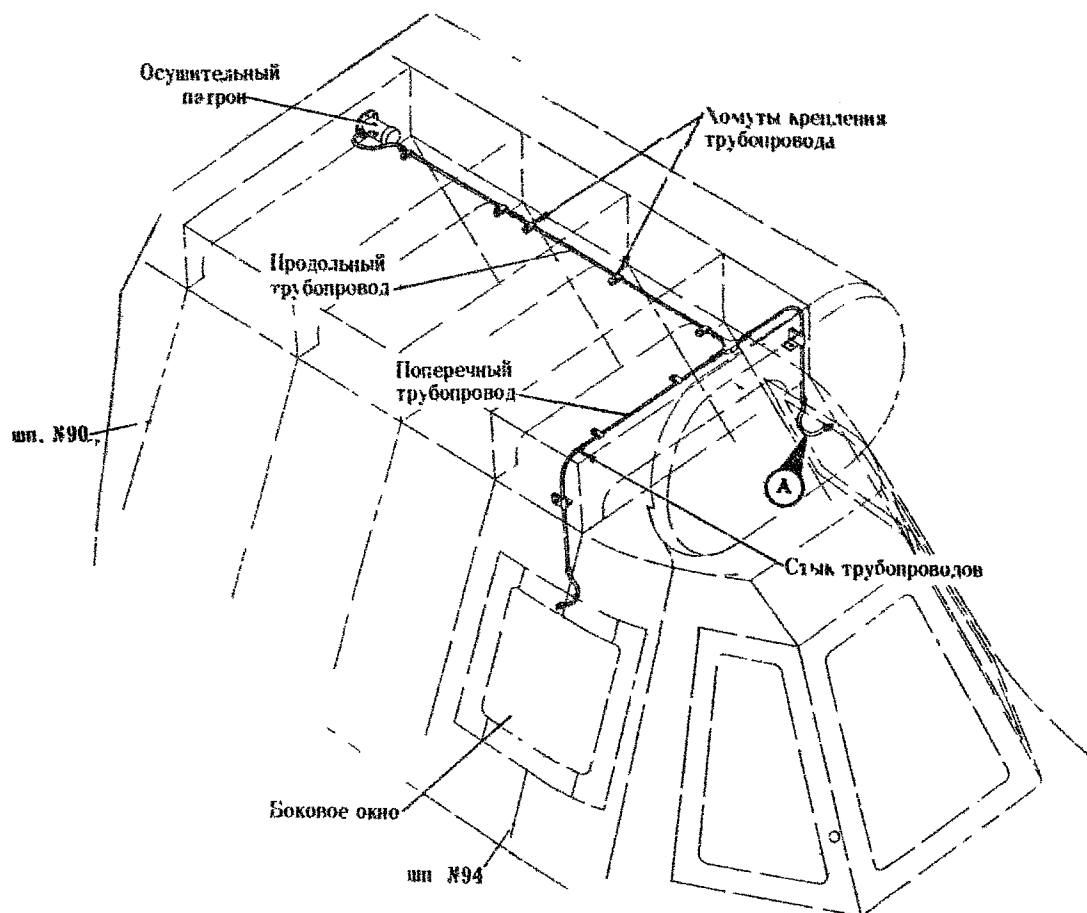 Осушительный
патрон
Хомуты крепления
трубопровода
Продольный
трубопровод
Поперечный
трубопровод
шп. №90
А
Стык трубопроводов
Боковое окно
шп №94